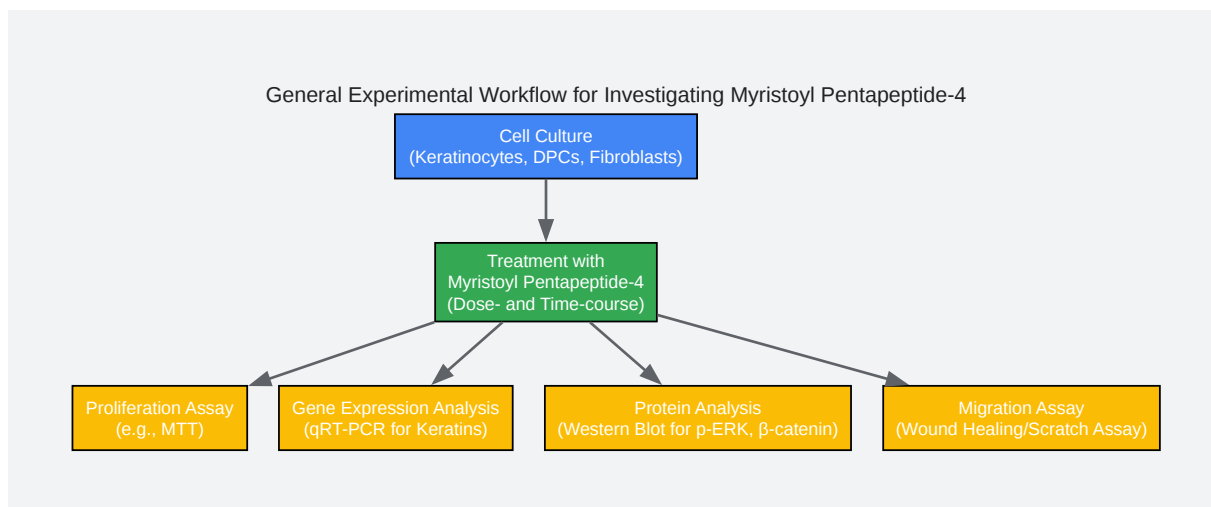 General Experimental Workflow for Investigating Myristoyl Pentapeptide-4
Cell Culture
(Keratinocytes, DPCs, Fibroblasts)
Treatment with
Myristoyl Pentapeptide-4
(Dose- and Time-course)
Proliferation Assay
(e.g., MTT)
Gene Expression Analysis
(qRT-PCR for Keratins)
Protein Analysis
(Western Blot for p-ERK, β-catenin)
Migration Assay
(Wound Healing/Scratch Assay)